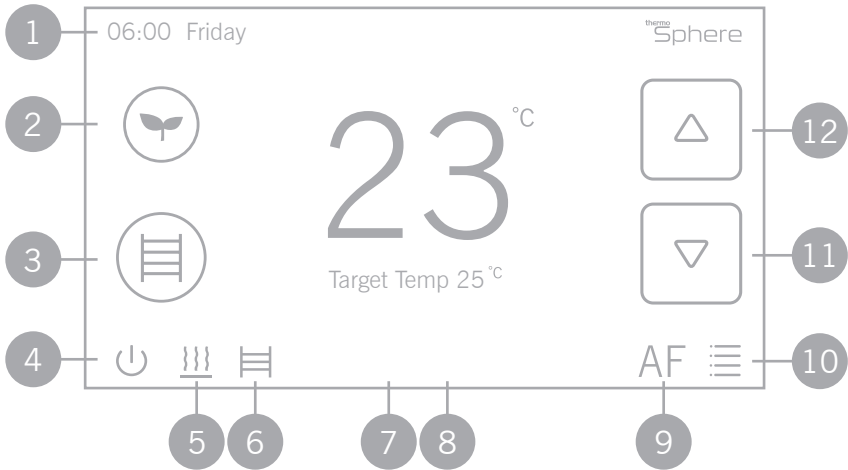 1 06:00 Friday thermo Sphere
2 23 °C 12
3 Target Temp 25 °C 11
4 AF 10
5 6 7 8 9